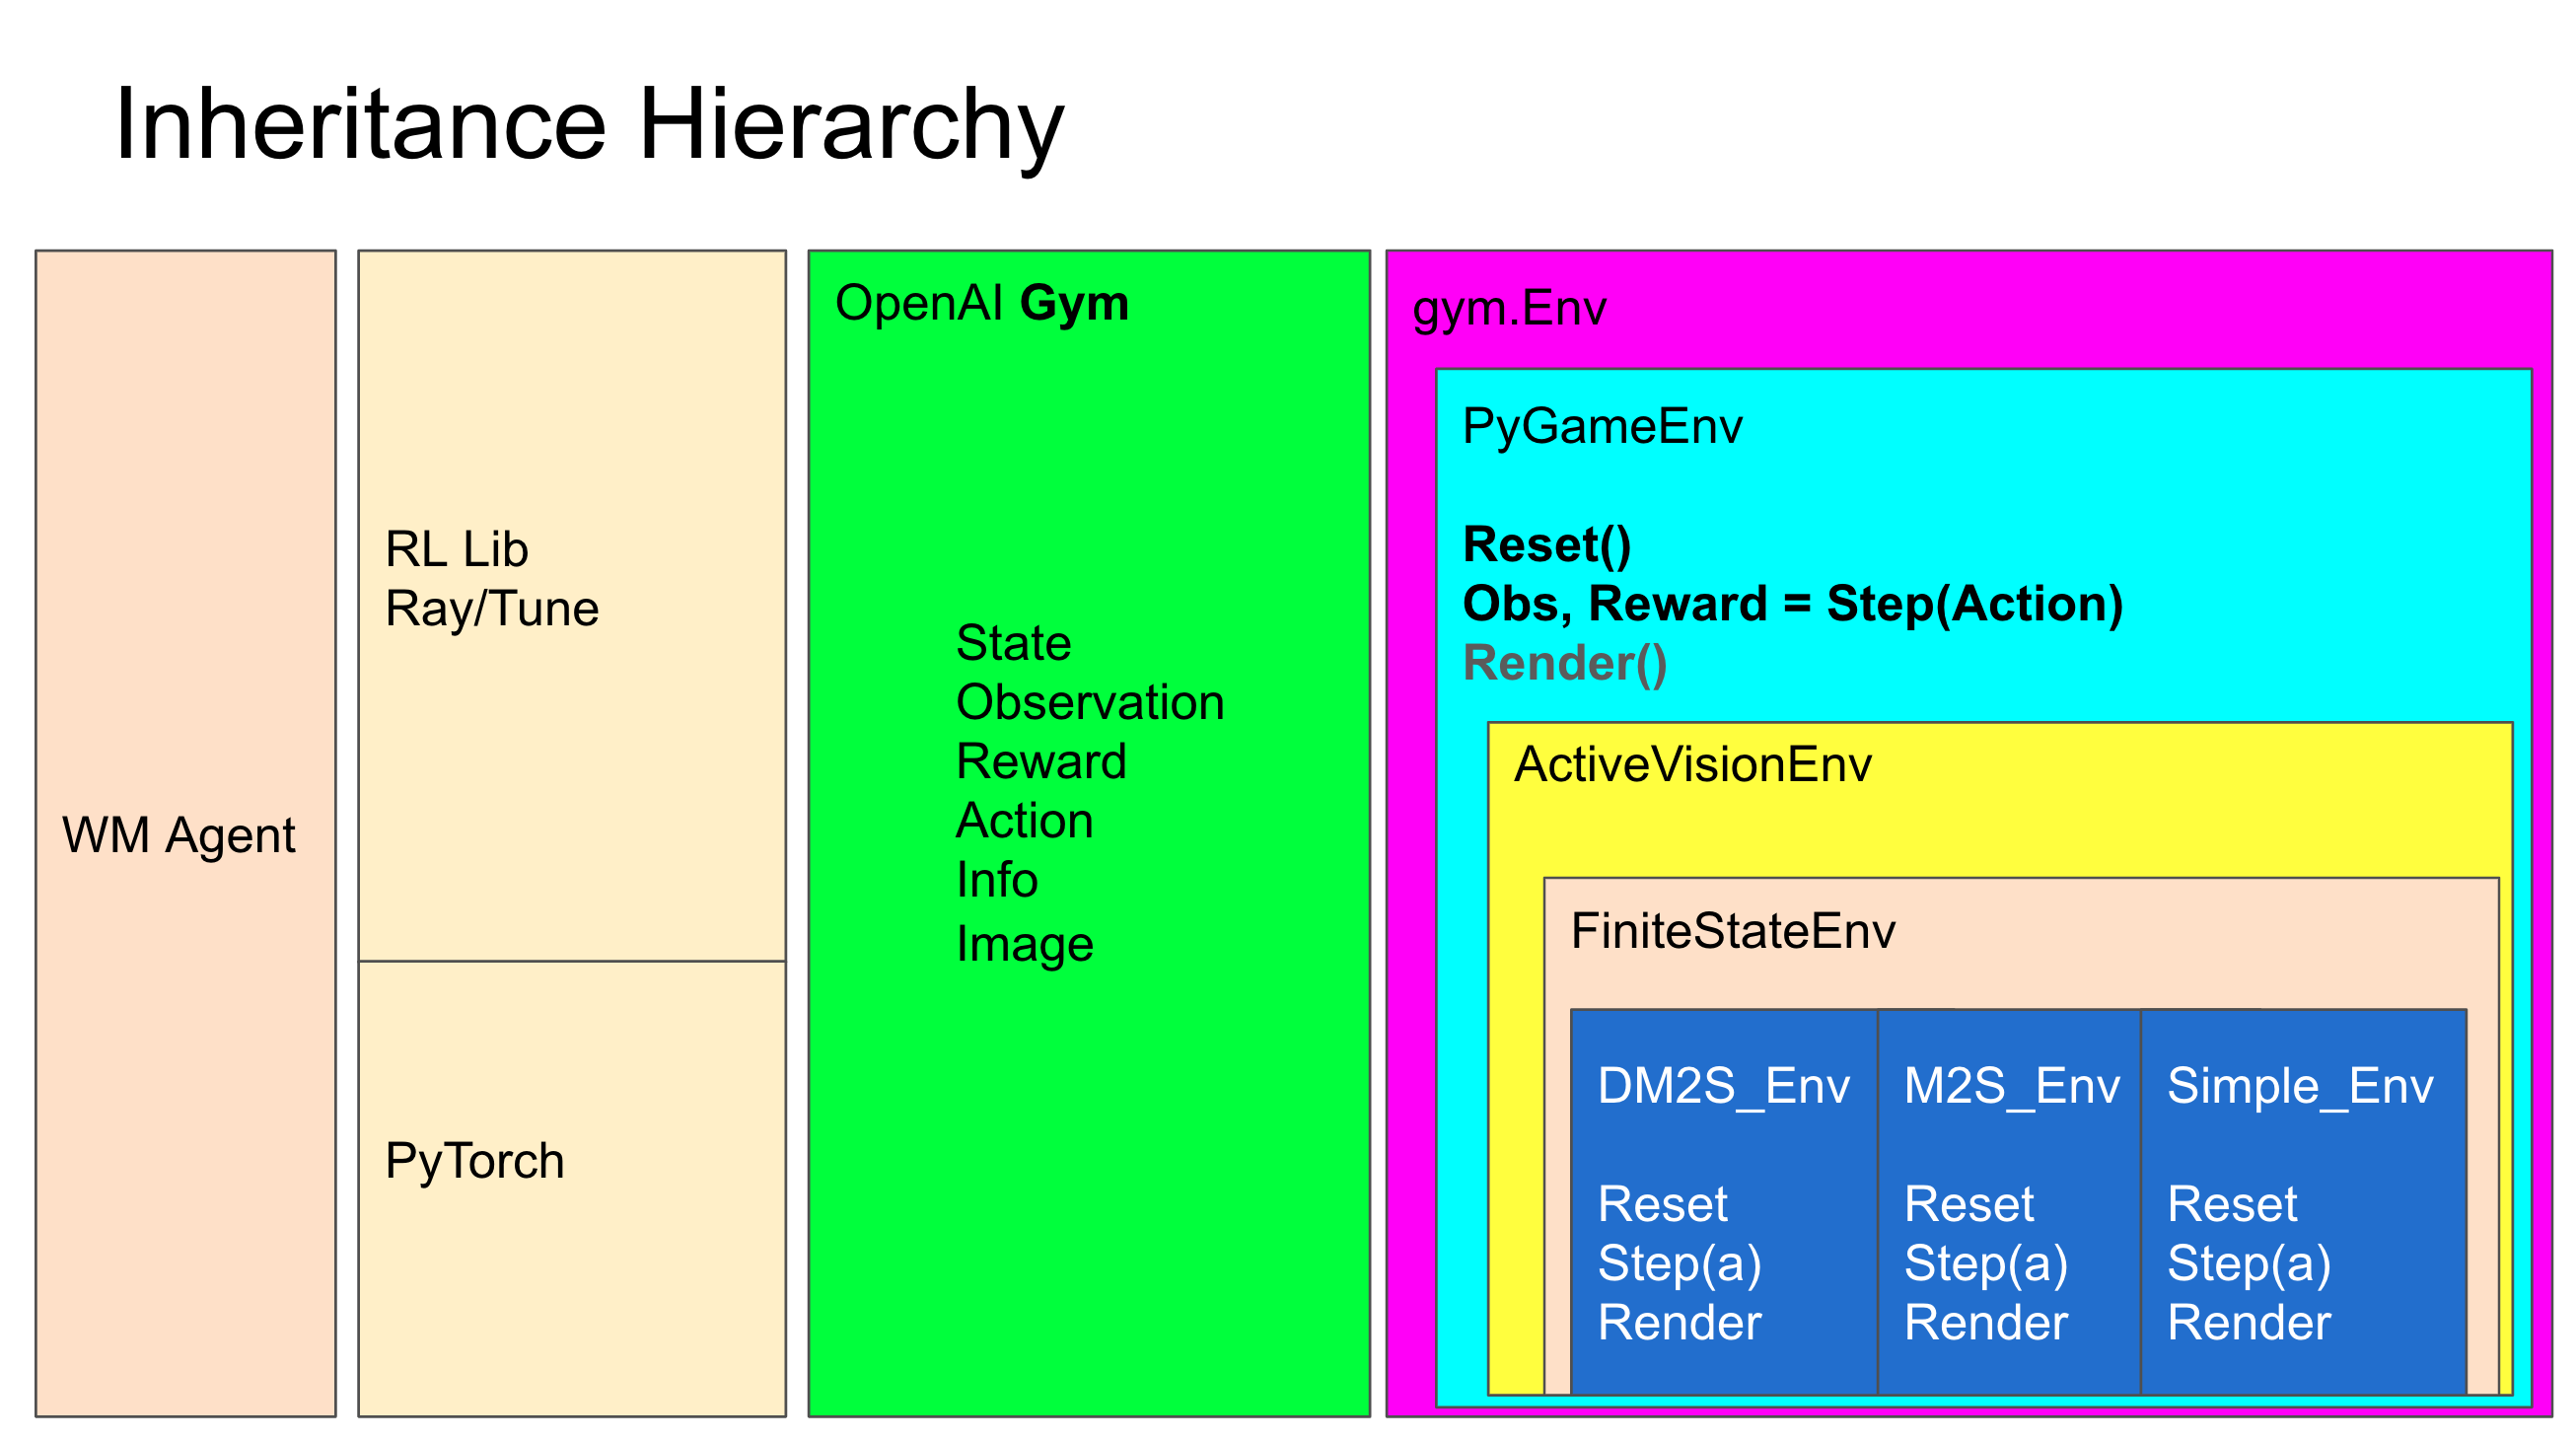 Inheritance Hierarchy
WM Agent
RL Lib
Ray/Tune
PyTorch
OpenAI Gym
State
Observation
Reward
Action
Info
Image
gym.Env
PyGameEnv
Reset()
Obs, Reward = Step(Action)
Render()
ActiveVisionEnv
FiniteStateEnv
DM2S_Env
Reset
Step(a)
Render
M2S_Env
Reset
Step(a)
Render
Simple_Env
Reset
Step(a)
Render